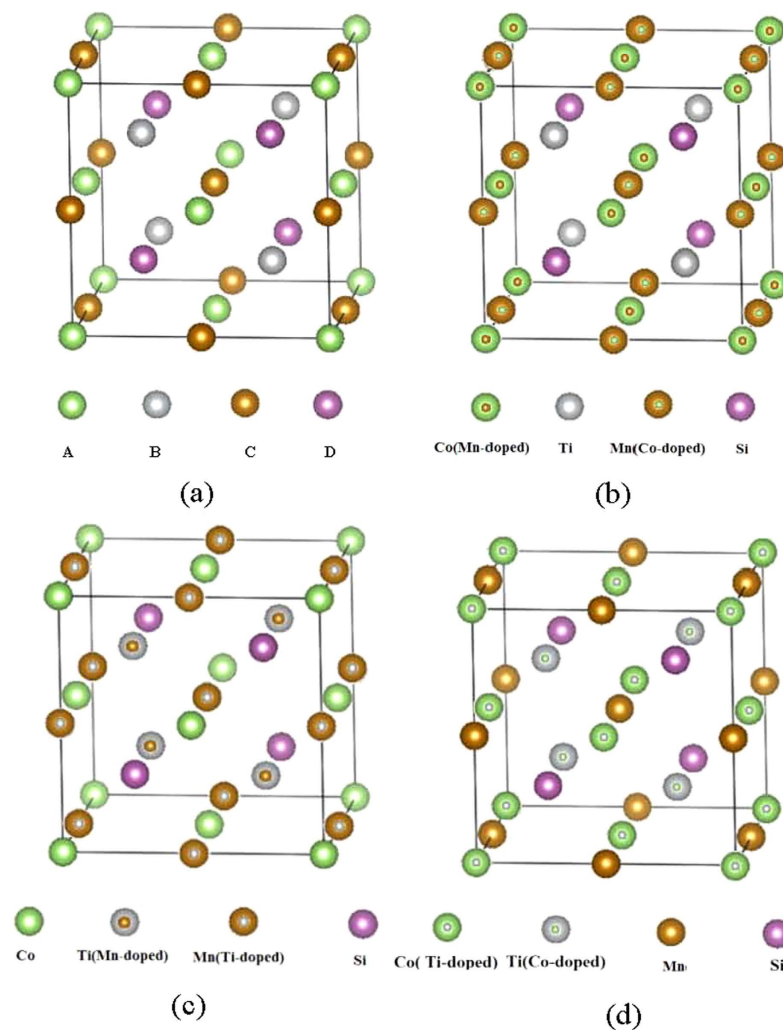 A B C D
Co(Mn-doped) Ti Mn(Co-doped) Si
(a) (b)
Co Ti(Mn-doped) Mn(Ti-doped) Si
Co( Ti-doped) Ti(Co-doped) Mn Si
(c) (d)